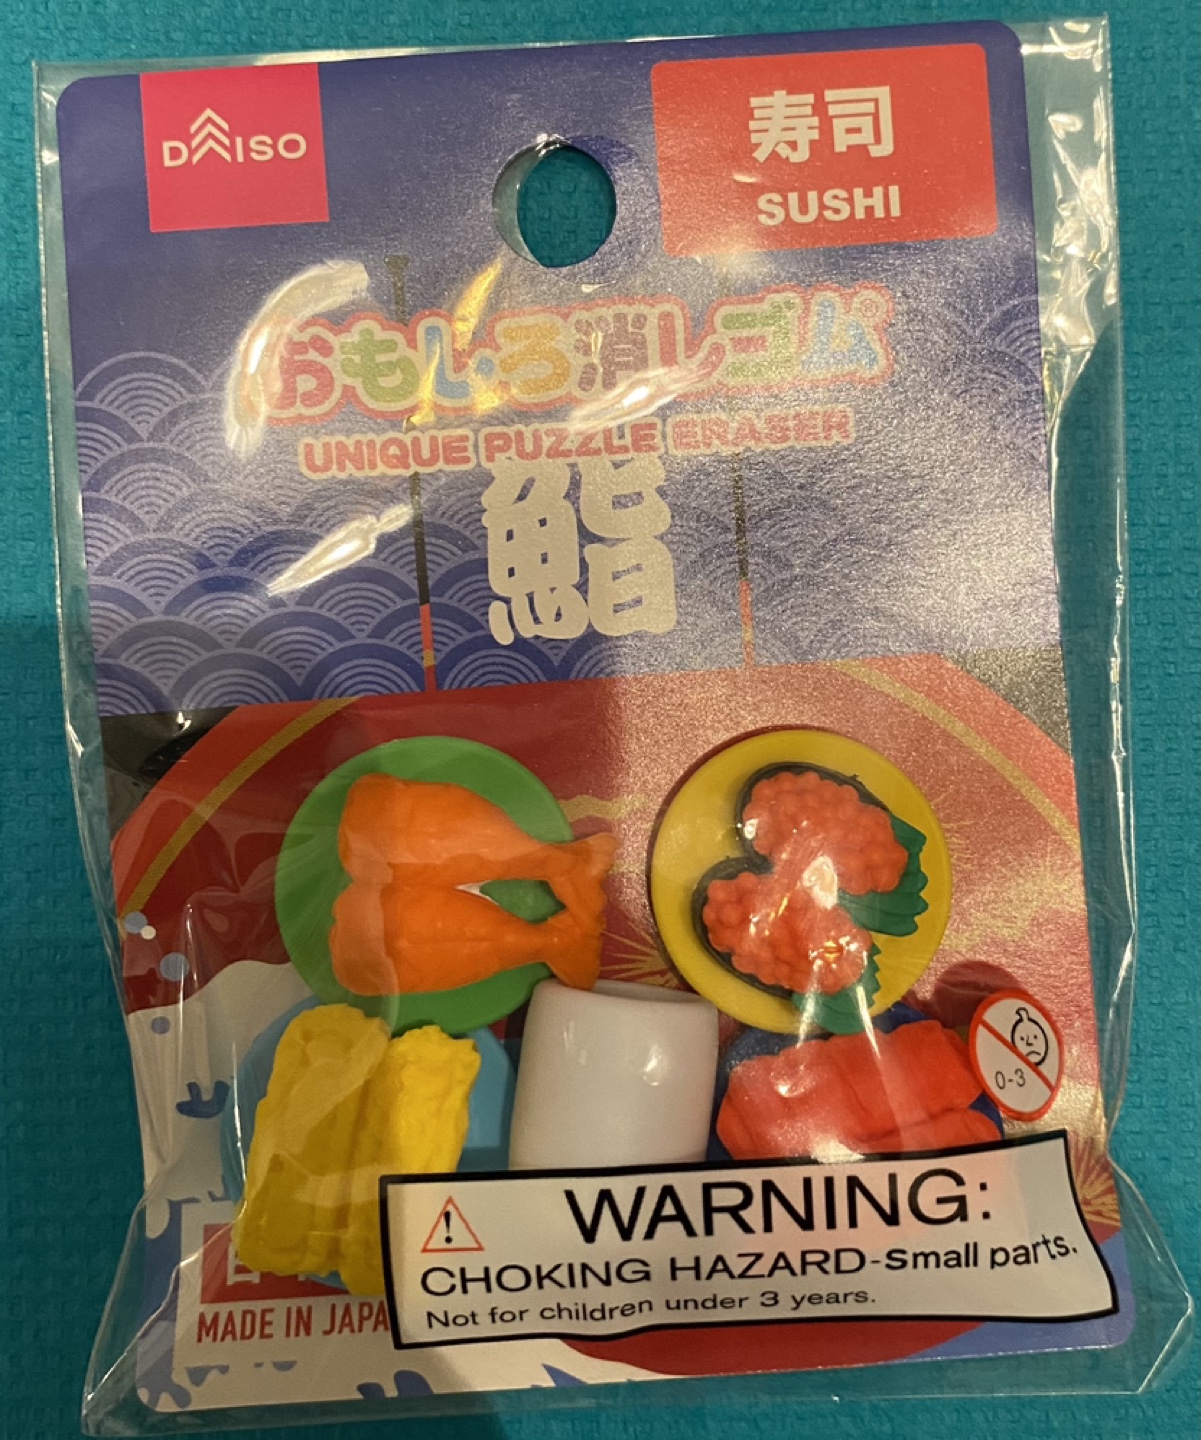 DAISO
寿司
SUSHI
おもしろ消しゴム
UNIQUE PUZZLE ERASER
鮨
0-3
WARNING:
CHOKING HAZARD-Small parts.
Not for children under 3 years.
MADE IN JAPA